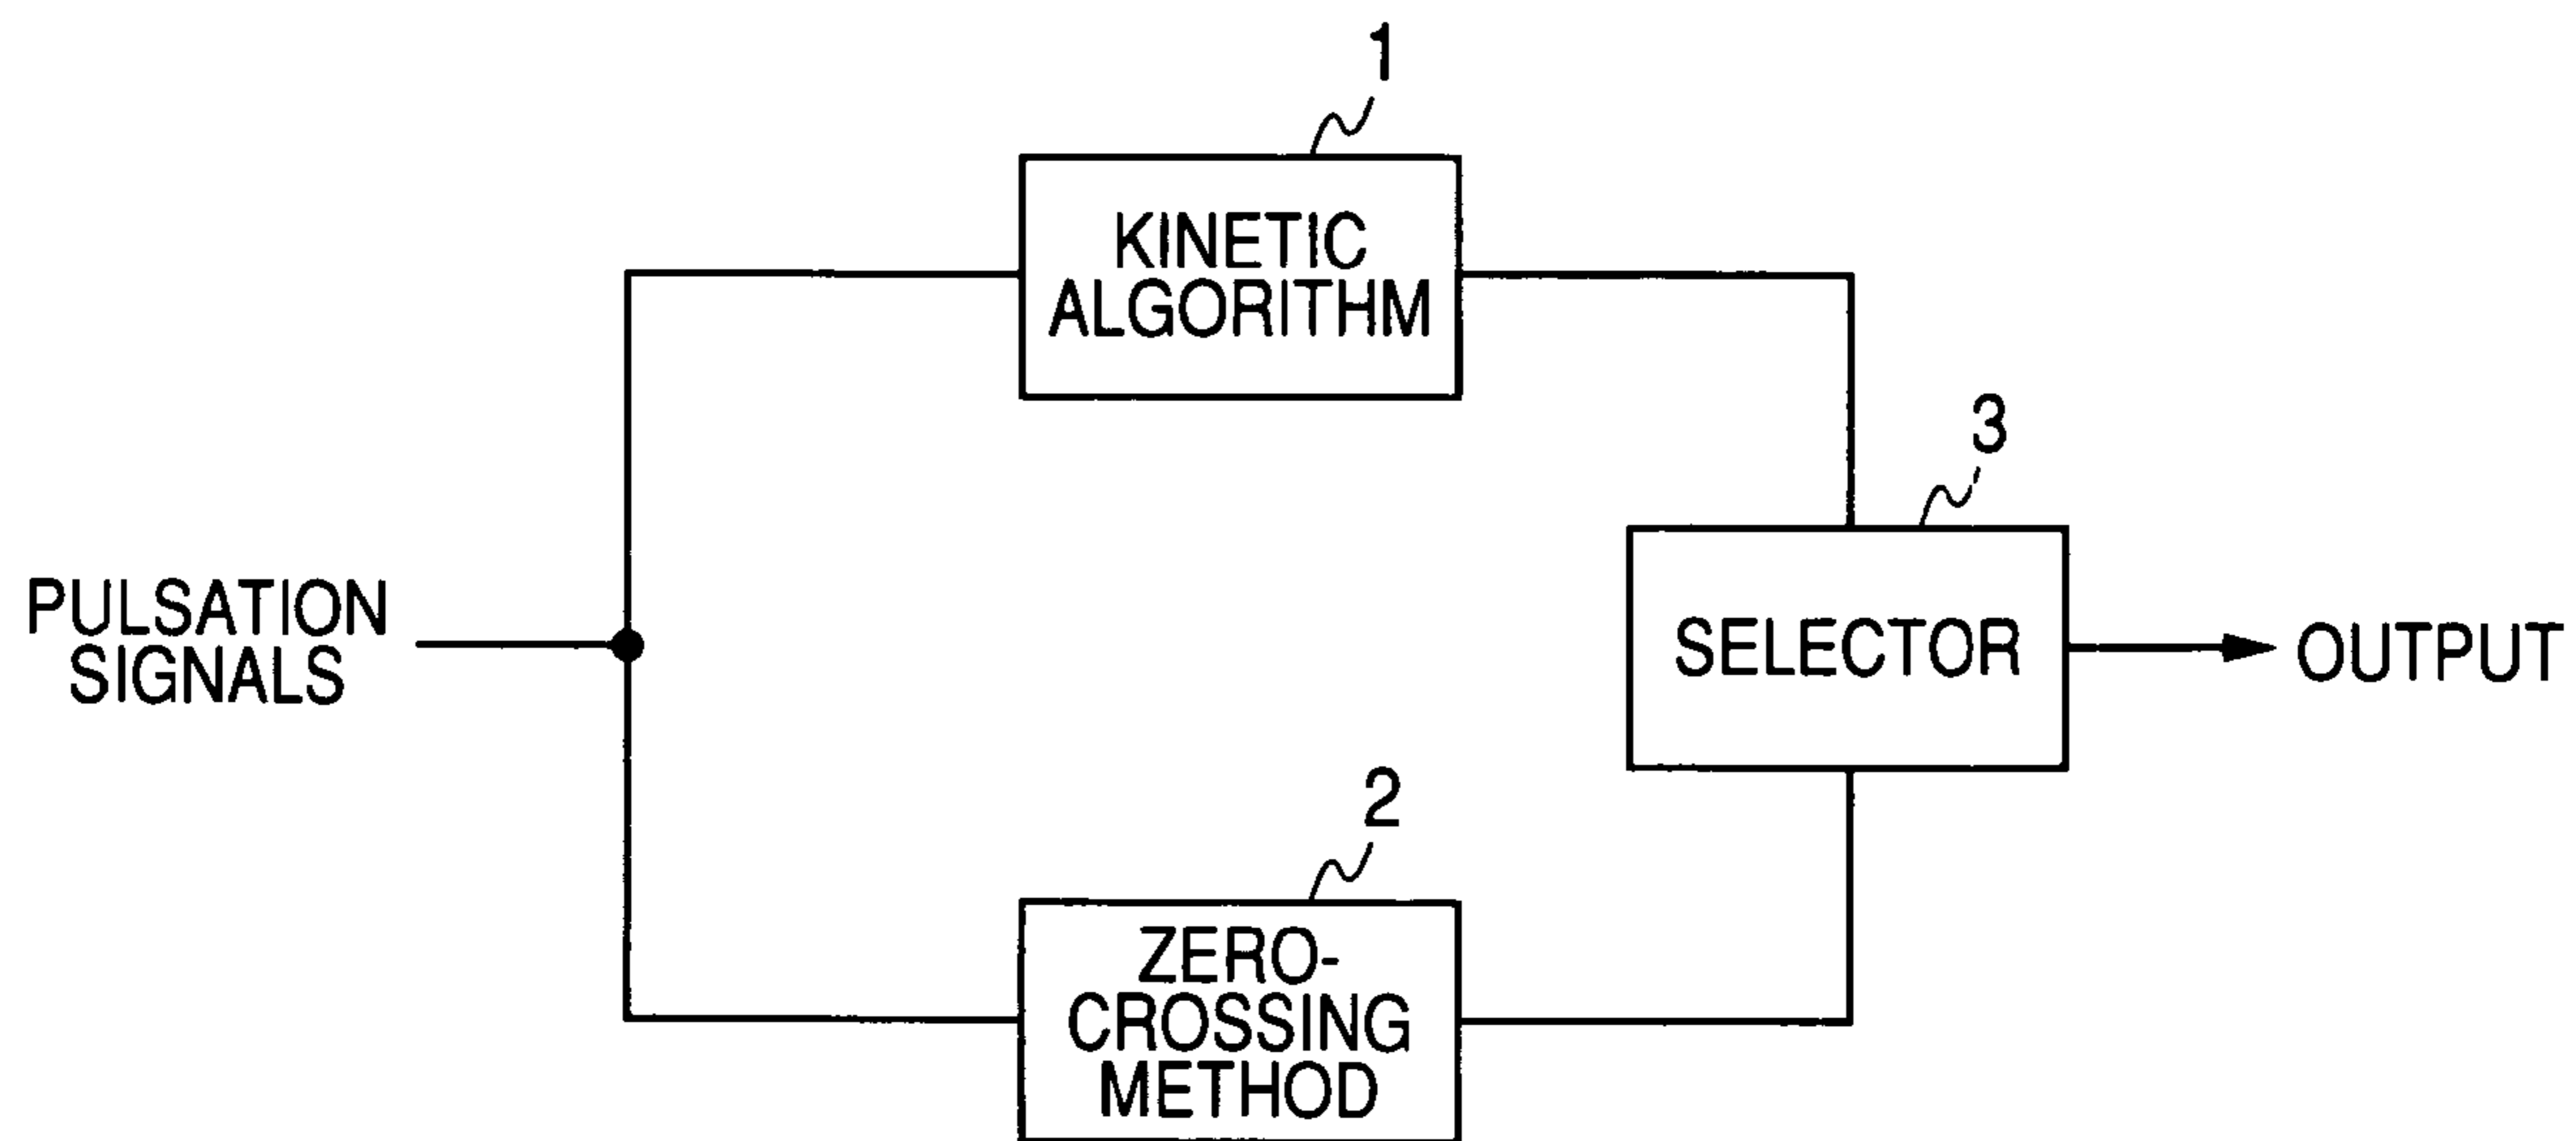 1
KINETIC
ALGORITHM
3
PULSATION
SIGNALS
SELECTOR
OUTPUT
2
ZERO-
CROSSING
METHOD